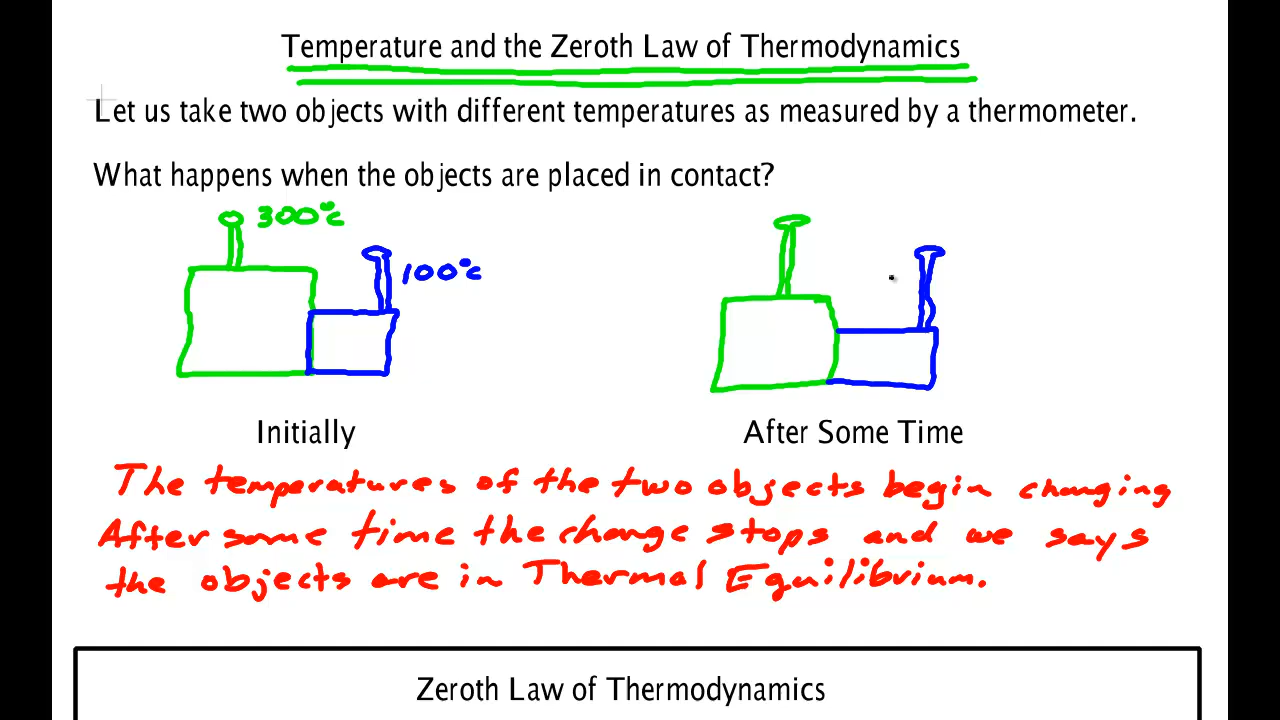 Temperature and the Zeroth Law of Thermodynamics
Let us take two objects with different temperatures as measured by a thermometer.
What happens when the objects are placed in contact?
300°c
100°c
Initially
After Some Time
The temperatures of the two objects begin changing
After some time the change stops and we says
the objects are in Thermal Equilibrium.
Zeroth Law of Thermodynamics